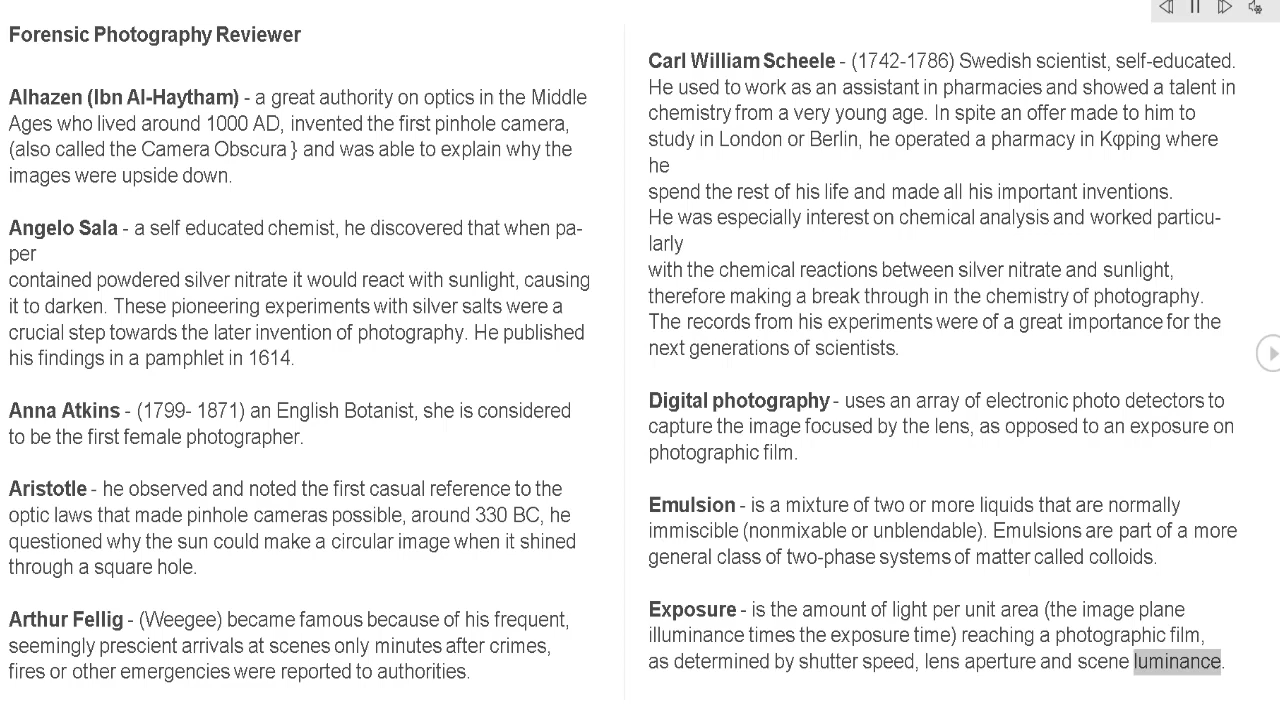 Forensic Photography Reviewer
Alhazen (Ibn Al-Haytham) - a great authority on optics in the Middle
Ages who lived around 1000 AD, invented the first pinhole camera,
(also called the Camera Obscura } and was able to explain why the
images were upside down.
Angelo Sala - a self educated chemist, he discovered that when pa-
per
contained powdered silver nitrate it would react with sunlight, causing
it to darken. These pioneering experiments with silver salts were a
crucial step towards the later invention of photography. He published
his findings in a pamphlet in 1614.
Anna Atkins - (1799- 1871) an English Botanist, she is considered
to be the first female photographer.
Aristotle - he observed and noted the first casual reference to the
optic laws that made pinhole cameras possible, around 330 BC, he
questioned why the sun could make a circular image when it shined
through a square hole.
Arthur Fellig - (Weegee) became famous because of his frequent,
seemingly prescient arrivals at scenes only minutes after crimes,
fires or other emergencies were reported to authorities.
Carl William Scheele - (1742-1786) Swedish scientist, self-educated.
He used to work as an assistant in pharmacies and showed a talent in
chemistry from a very young age. In spite an offer made to him to
study in London or Berlin, he operated a pharmacy in Kφping where
he
spend the rest of his life and made all his important inventions.
He was especially interest on chemical analysis and worked particu-
larly
with the chemical reactions between silver nitrate and sunlight,
therefore making a break through in the chemistry of photography.
The records from his experiments were of a great importance for the
next generations of scientists.
Digital photography - uses an array of electronic photo detectors to
capture the image focused by the lens, as opposed to an exposure on
photographic film.
Emulsion - is a mixture of two or more liquids that are normally
immiscible (nonmixable or unblendable). Emulsions are part of a more
general class of two-phase systems of matter called colloids.
Exposure - is the amount of light per unit area (the image plane
illuminance times the exposure time) reaching a photographic film,
as determined by shutter speed, lens aperture and scene luminance.